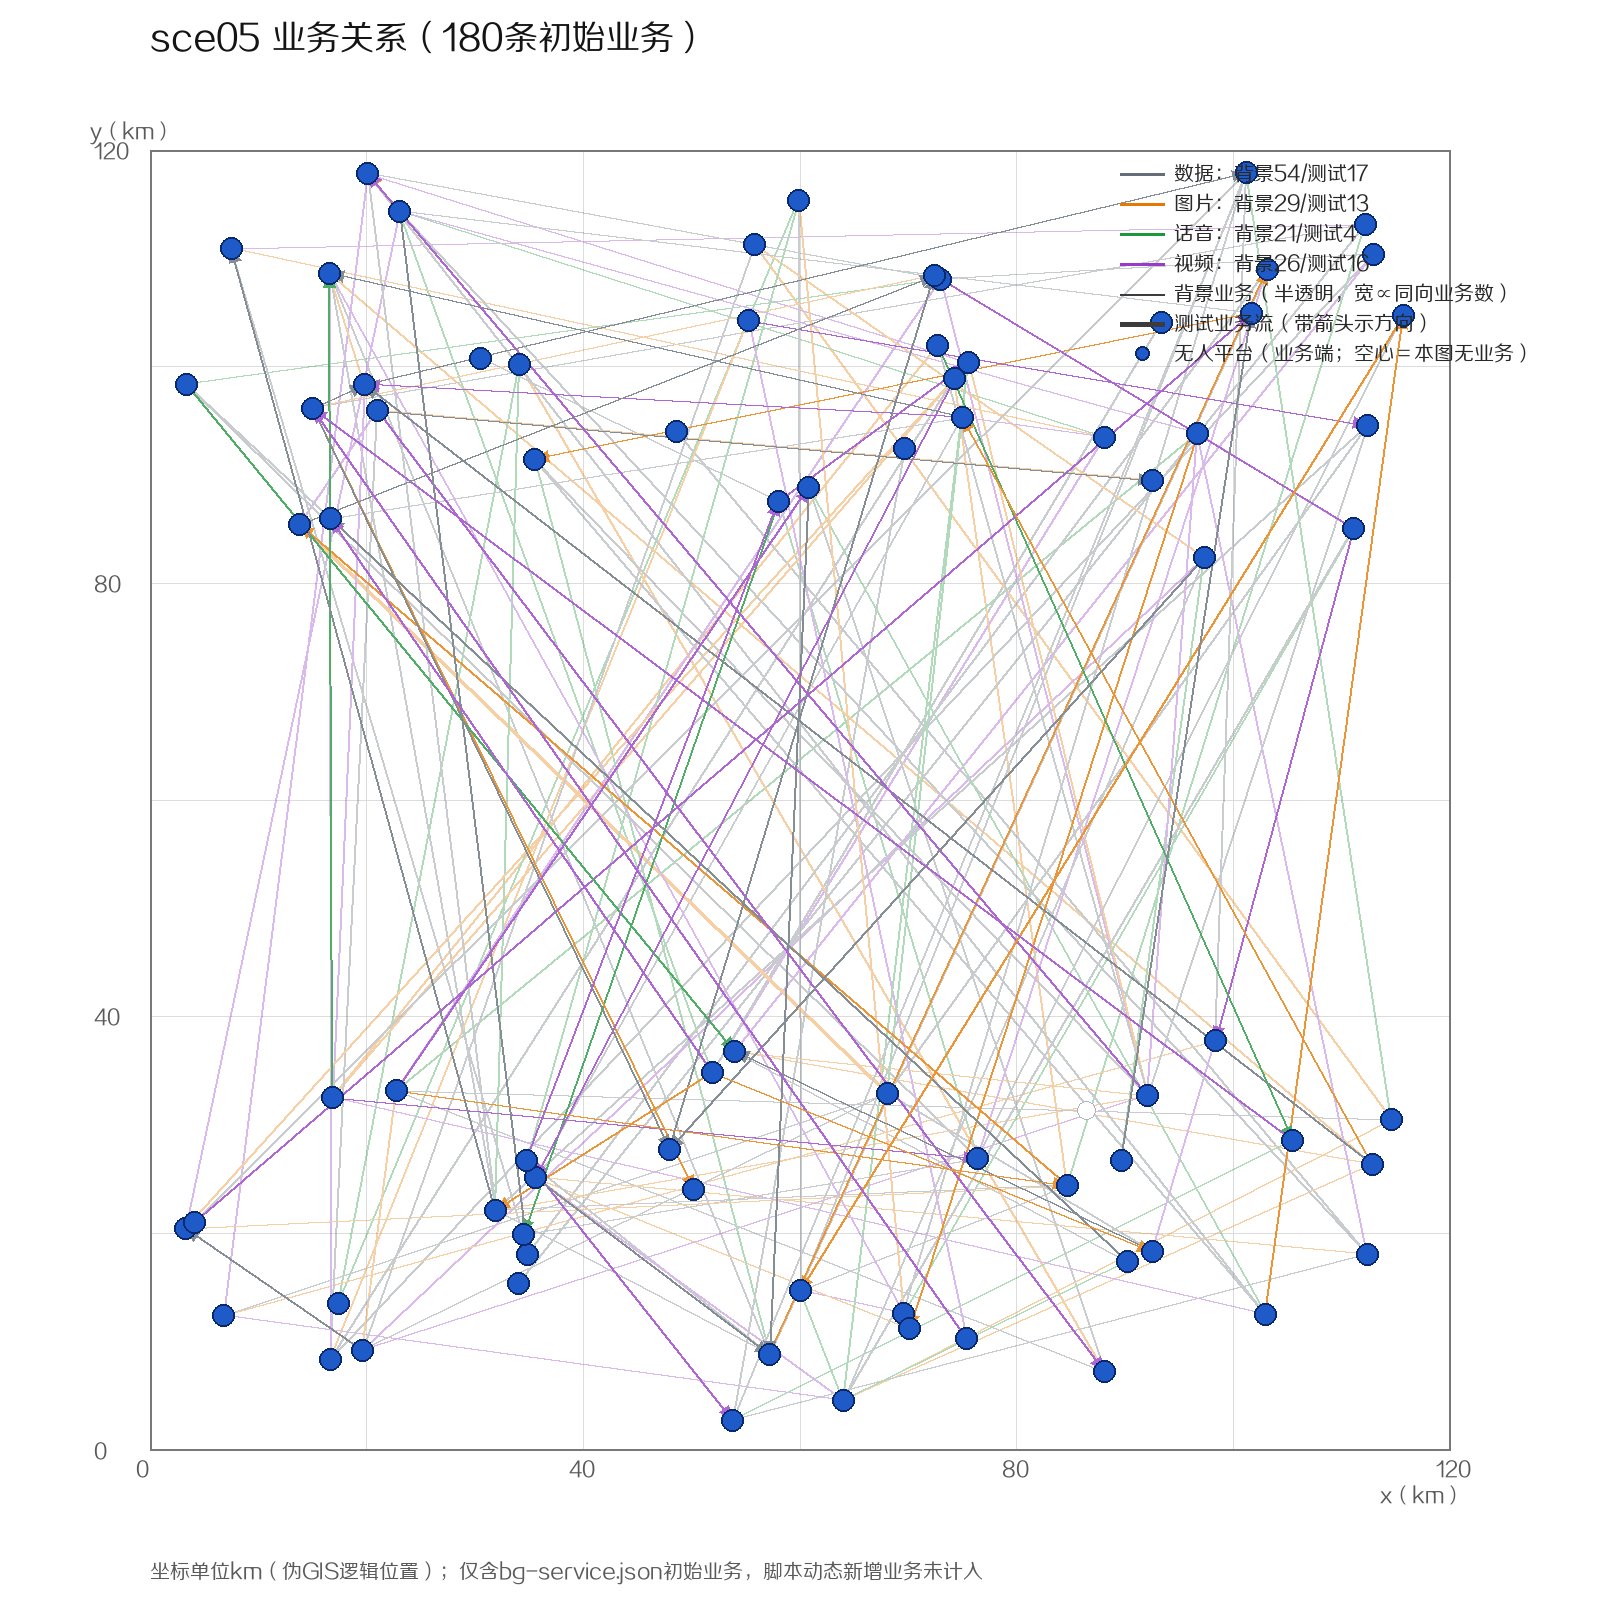 sce05 业务关系（180条初始业务）
y（km）
120
数据：背景54/测试17
图片：背景29/测试13
话音：背景21/测试4
视频：背景26/测试16
背景业务（半透明，宽∝同向业务数）
测试业务流（带箭头示方向）
无人平台（业务端；空心=本图无业务）
80
40
0
0
40
80
120
x（km）
坐标单位km（伪GIS逻辑位置）；仅含bg-service.json初始业务，脚本动态新增业务未计入